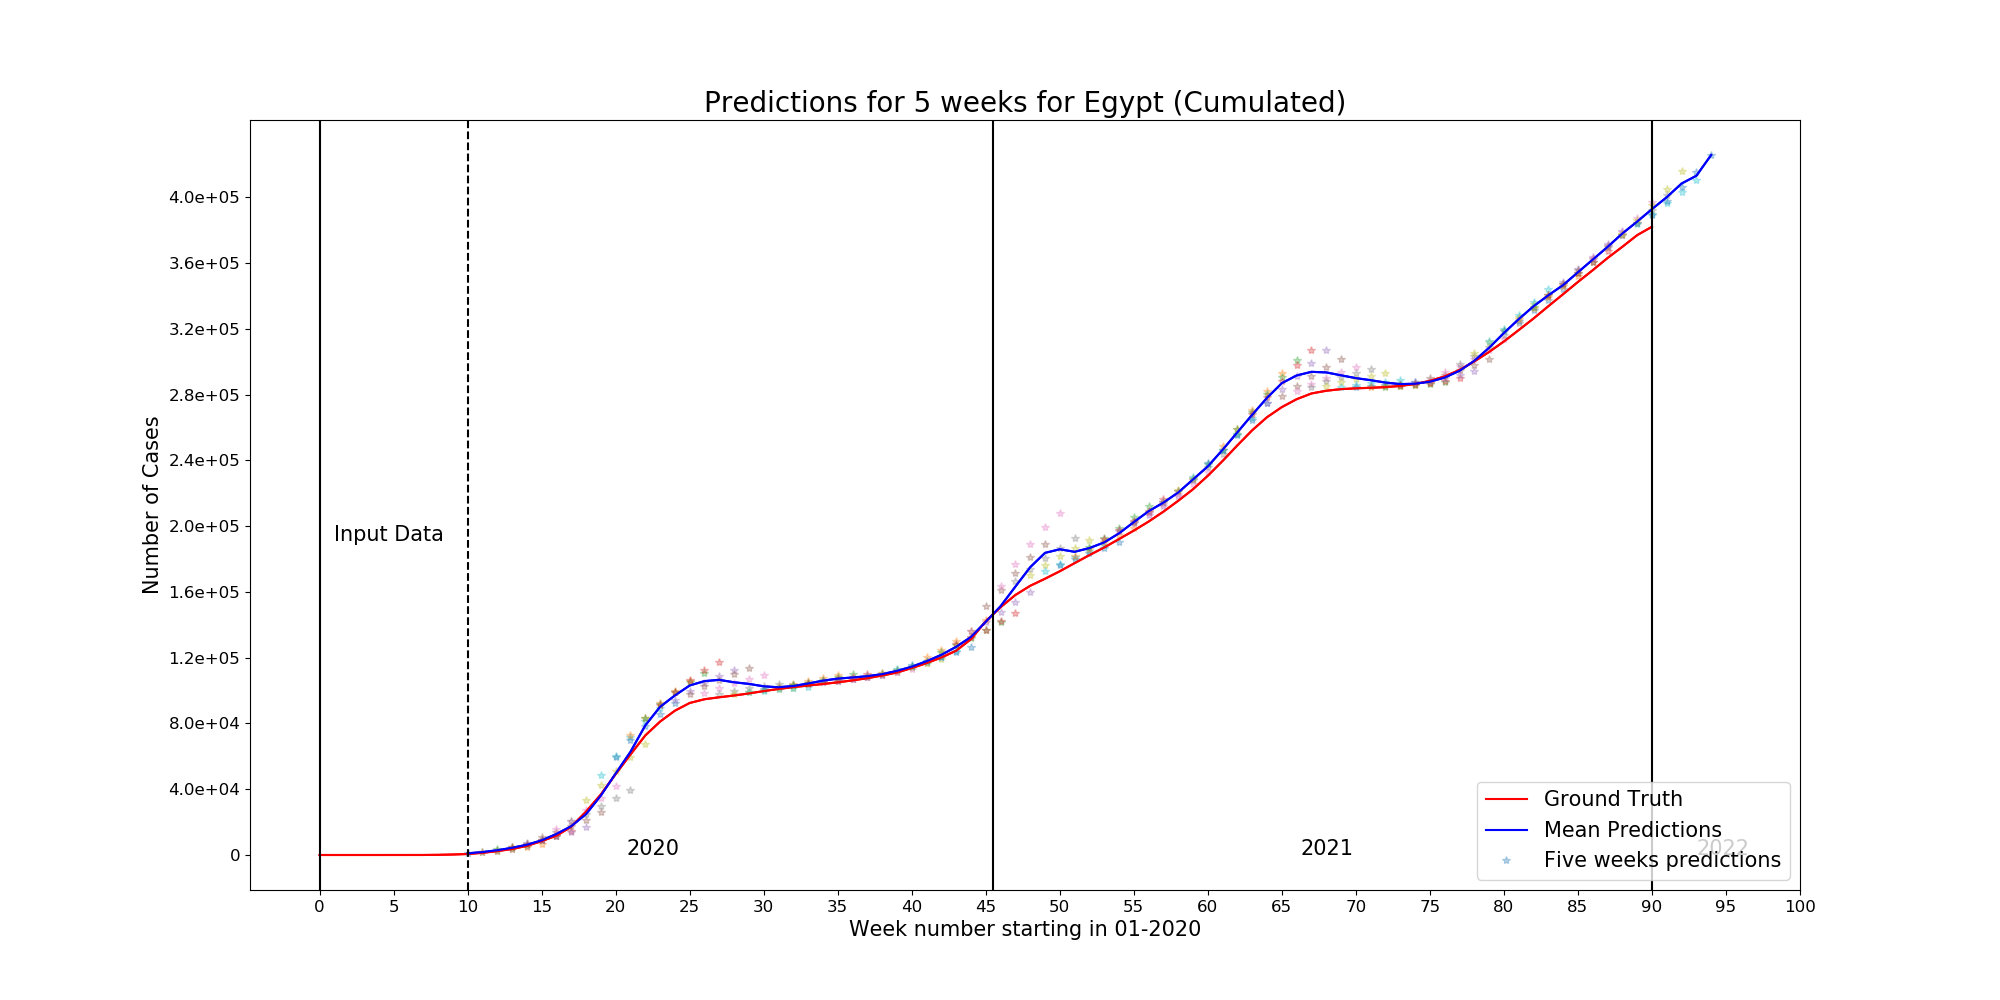 Predictions for 5 weeks for Egypt (Cumulated)
Number of Cases
4.0e+05
3.6e+05
3.2e+05
2.8e+05
2.4e+05
2.0e+05
1.6e+05
1.2e+05
8.0e+04
4.0e+04
0
Input Data
2020
2021
2022
Ground Truth
Mean Predictions
Five weeks predictions
0 5 10 15 20 25 30 35 40 45 50 55 60 65 70 75 80 85 90 95 100
Week number starting in 01-2020